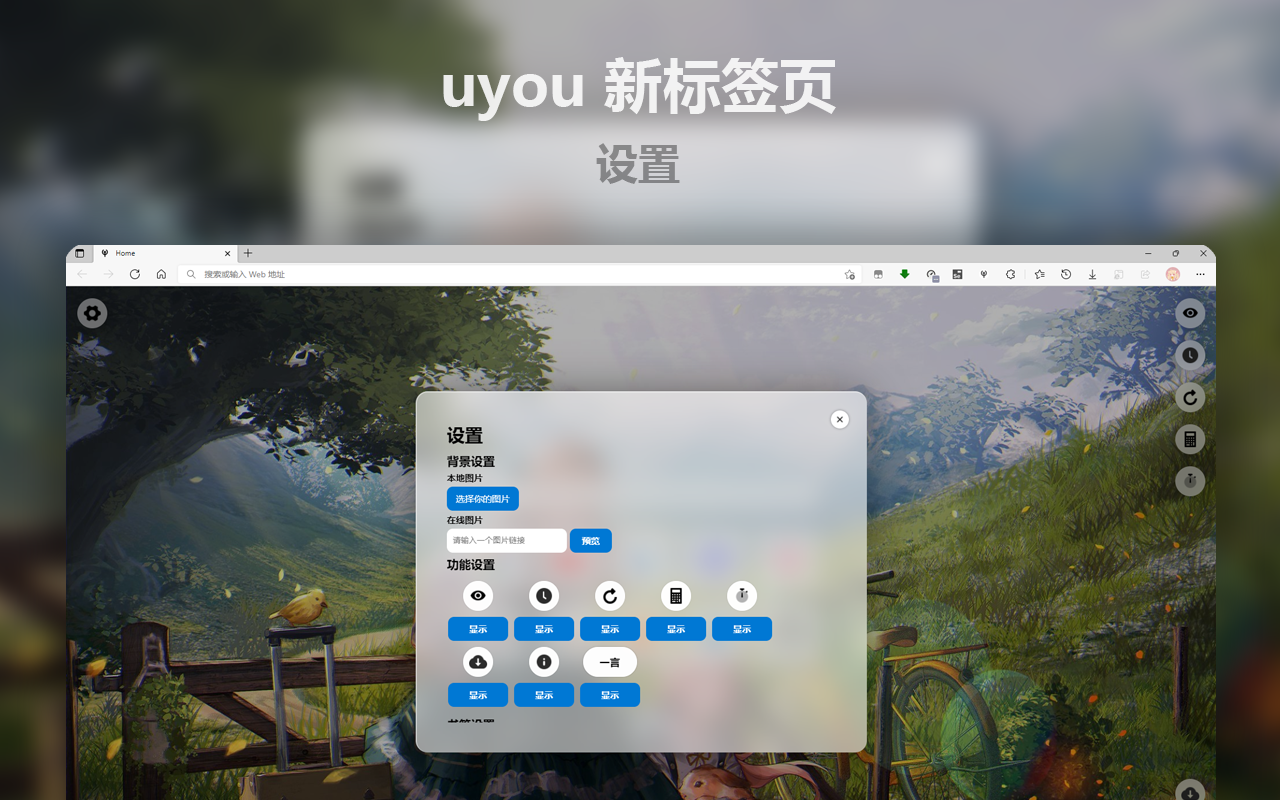 uyou 新标签页
设置
Home
搜索或输入 Web 地址
设置
背景设置
本地图片
选择你的图片
在线图片
请输入一个图片链接 预览
功能设置
显示 显示 显示 显示 显示
一言
显示 显示 显示